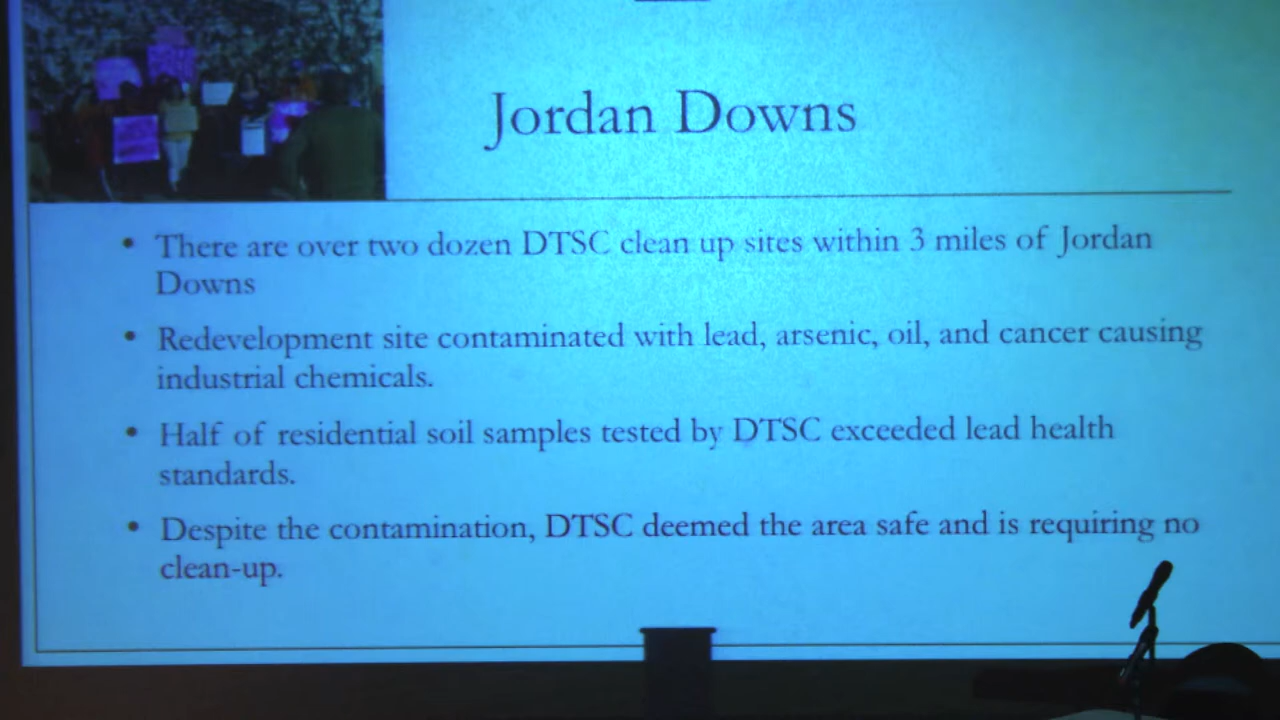 Jordan Downs
• There are over two dozen DTSC clean up sites within 3 miles of Jordan
Downs
• Redevelopment site contaminated with lead, arsenic, oil, and cancer causing
industrial chemicals.
• Half of residential soil samples tested by DTSC exceeded lead health
standards.
• Despite the contamination, DTSC deemed the area safe and is requiring no
clean-up.